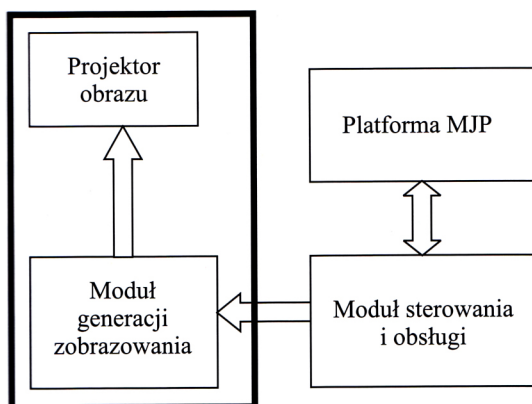 Projektor
obrazu
Platforma MJP
Moduł
generacji
zobrazowania
Moduł sterowania
i obsługi